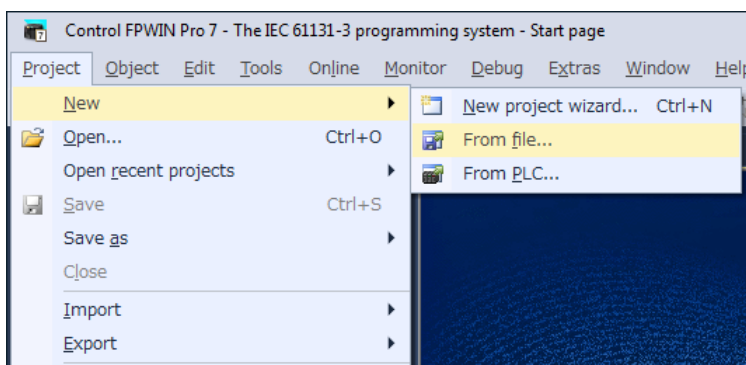 Control FPWIN Pro 7 - The IEC 61131-3 programming system - Start page
Project Object Edit Tools Online Monitor Debug Extras Window Help
New
New project wizard... Ctrl+N
Open... Ctrl+O
From file...
Open recent projects
From PLC...
Save Ctrl+S
Save as
Close
Import
Export